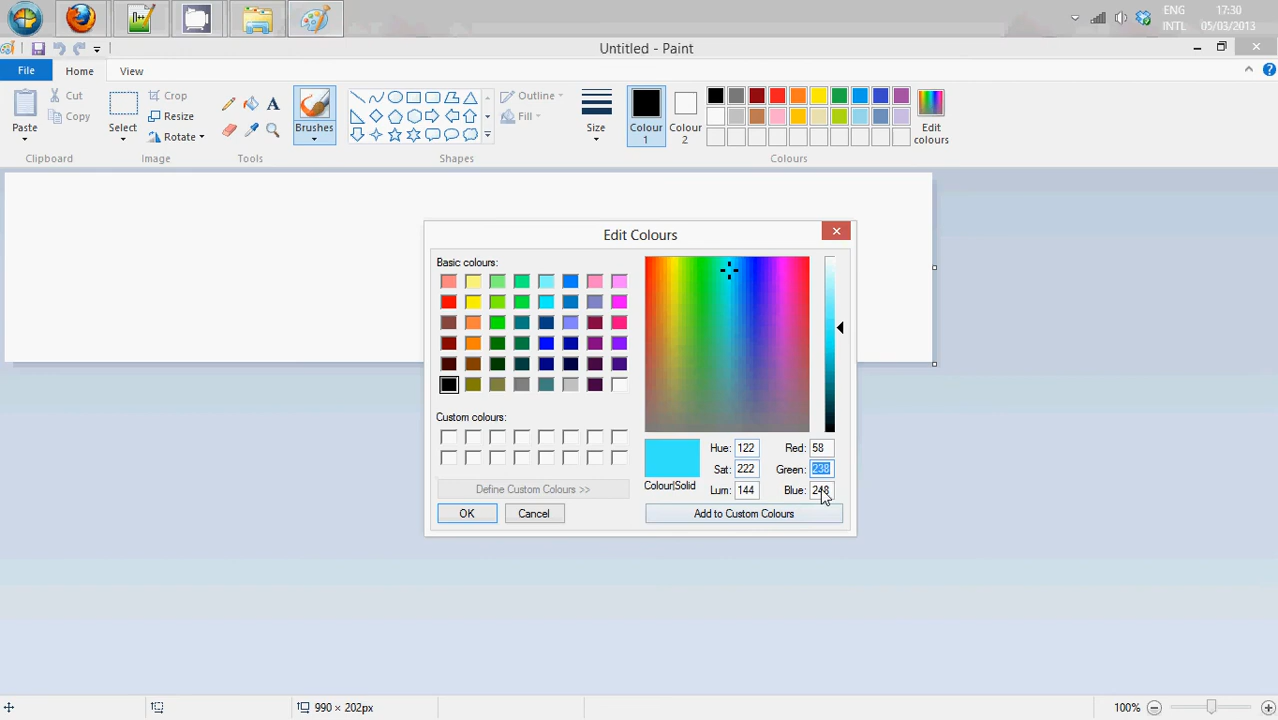 ENG 17:30
INTL 05/03/2013
Untitled - Paint
File Home View
Paste Cut Copy
Select Crop Resize Rotate
Brushes
Outline Fill
Size
Colour 1
Colour 2
Edit colours
Clipboard Image Tools Shapes Colours
Edit Colours
Basic colours:
Custom colours:
Define Custom Colours >>
OK Cancel
Colour|Solid
Hue: 122 Red: 58
Sat: 222 Green: 238
Lum: 144 Blue: 248
Add to Custom Colours
990 × 202px 100%